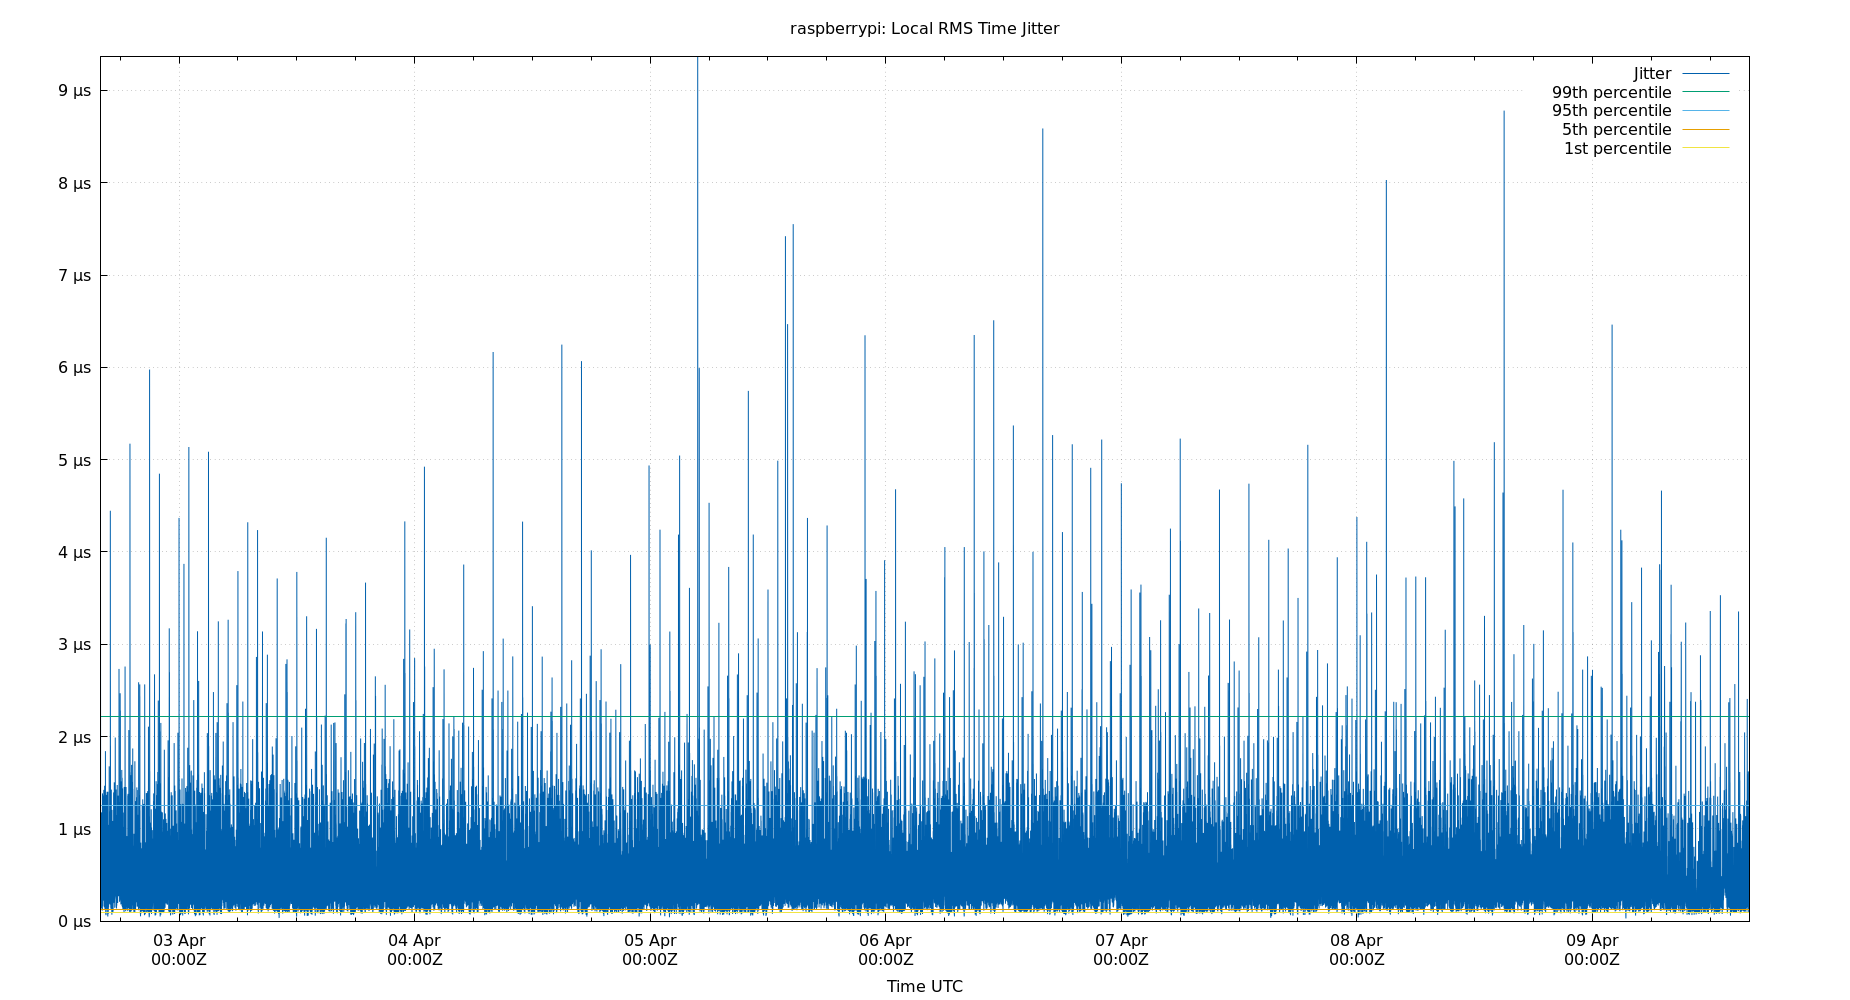 raspberrypi: Local RMS Time Jitter
Jitter
99th percentile
95th percentile
5th percentile
1st percentile
9 µs
8 µs
7 µs
6 µs
5 µs
4 µs
3 µs
2 µs
1 µs
0 µs
03 Apr 04 Apr 05 Apr 06 Apr 07 Apr 08 Apr 09 Apr
00:00Z 00:00Z 00:00Z 00:00Z 00:00Z 00:00Z 00:00Z
Time UTC